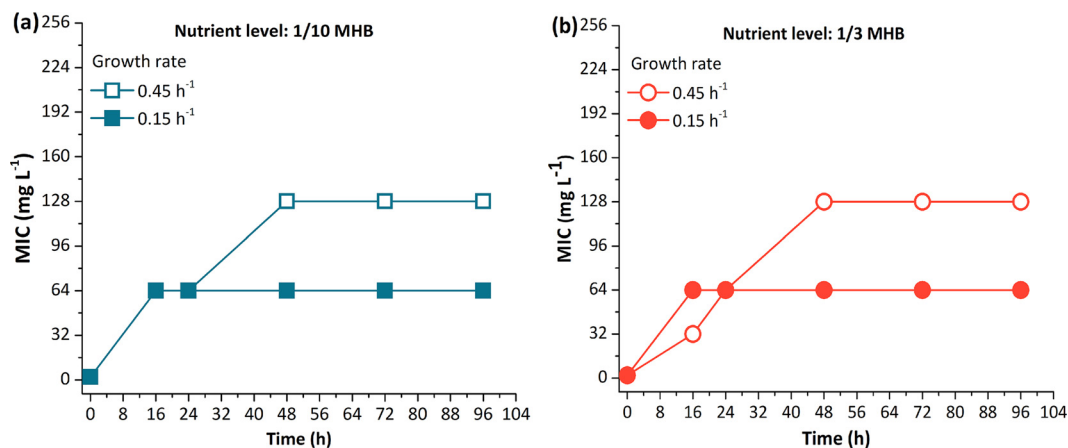 (a)
Nutrient level: 1/10 MHB
Growth rate
0.45 h⁻¹
0.15 h⁻¹
MIC (mg L⁻¹)
256
224
192
160
128
96
64
32
0
0 8 16 24 32 40 48 56 64 72 80 88 96 104
Time (h)
(b)
Nutrient level: 1/3 MHB
Growth rate
0.45 h⁻¹
0.15 h⁻¹
MIC (mg L⁻¹)
256
224
192
160
128
96
64
32
0
0 8 16 24 32 40 48 56 64 72 80 88 96 104
Time (h)